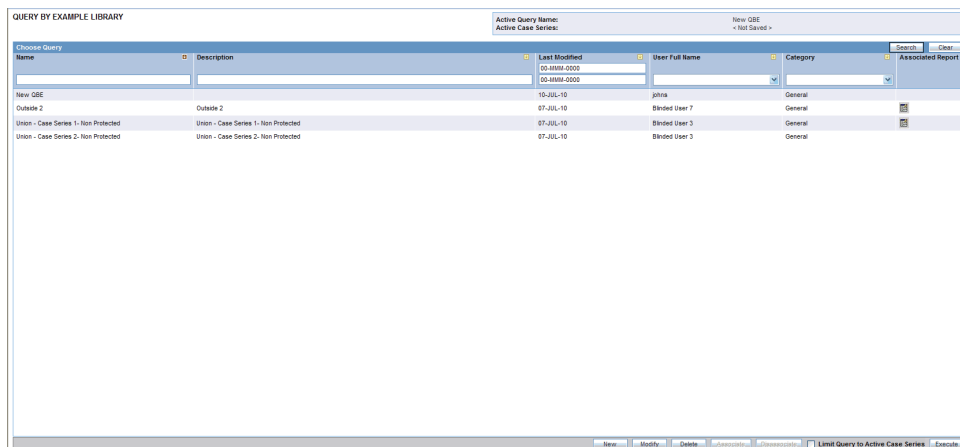 QUERY BY EXAMPLE LIBRARY
Active Query Name: New QBE
Active Case Series: < Not Saved >
Choose Query Search Clear
Name Description Last Modified User Full Name Category Associated Report
00-MMM-0000
00-MMM-0000
New QBE 10-JUL-10 johns General
Outside 2 Outside 2 07-JUL-10 Blinded User 7 General
Union - Case Series 1- Non Protected Union - Case Series 1- Non Protected 07-JUL-10 Blinded User 3 General
Union - Case Series 2- Non Protected Union - Case Series 2- Non Protected 07-JUL-10 Blinded User 3 General
New Modify Delete Associate Disassociate Limit Query to Active Case Series Execute